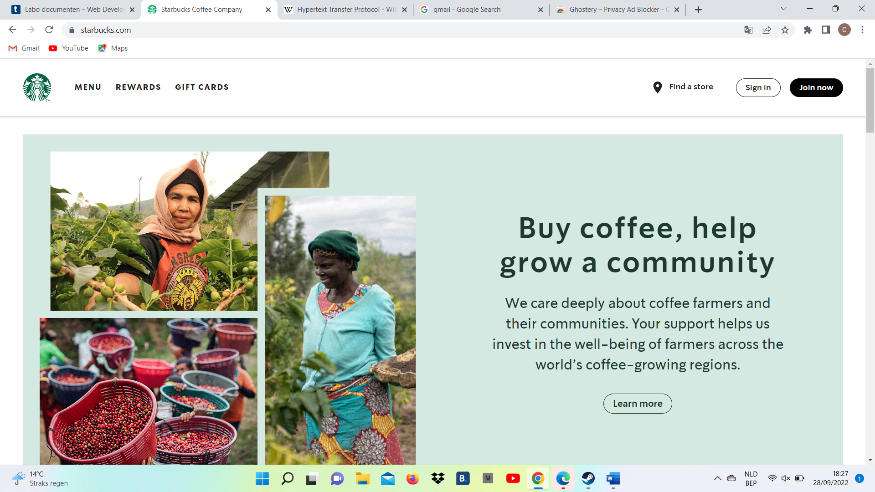 Labo documenten – Web Develo
Starbucks Coffee Company
Hypertext Transfer Protocol - Wi
gmail - Google Search
Ghostery – Privacy Ad Blocker - C
starbucks.com
C
Gmail
YouTube
Maps
MENU
REWARDS
GIFT CARDS
Find a store
Sign in
Join now
Buy coffee, help
grow a community
We care deeply about coffee farmers and
their communities. Your support helps us
invest in the well-being of farmers across the
world's coffee-growing regions.
Learn more
14°C
Straks regen
B.
NLD
BEP
18:27
28/09/2022
1